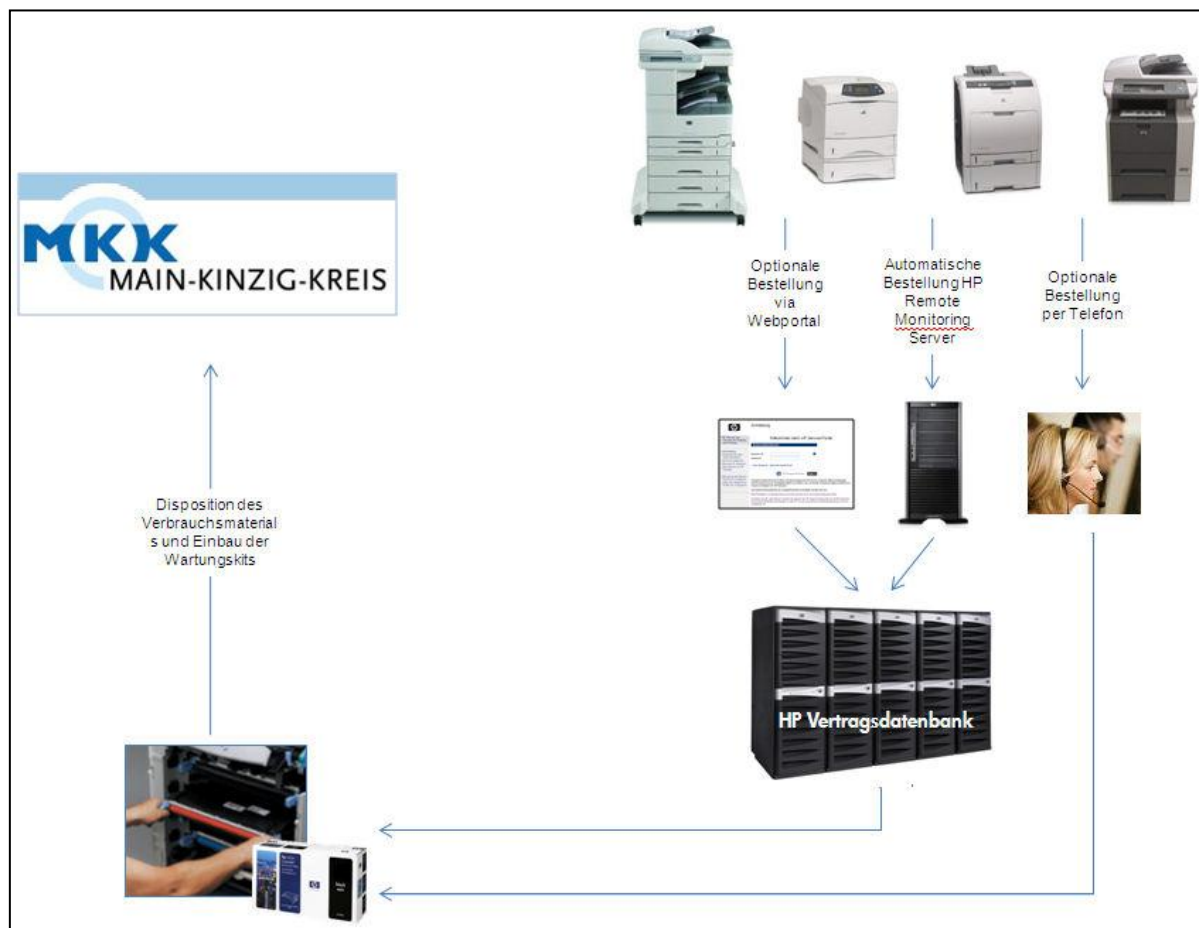 MKK
MAIN-KINZIG-KREIS
Optionale
Bestellung
via
Webportal
Automatische
Bestellung HP
Remote
Monitoring
Server
Optionale
Bestellung
per Telefon
Disposition des
Verbrauchsmaterial
s und Einbau der
Wartungskits
HP Vertragsdatenbank